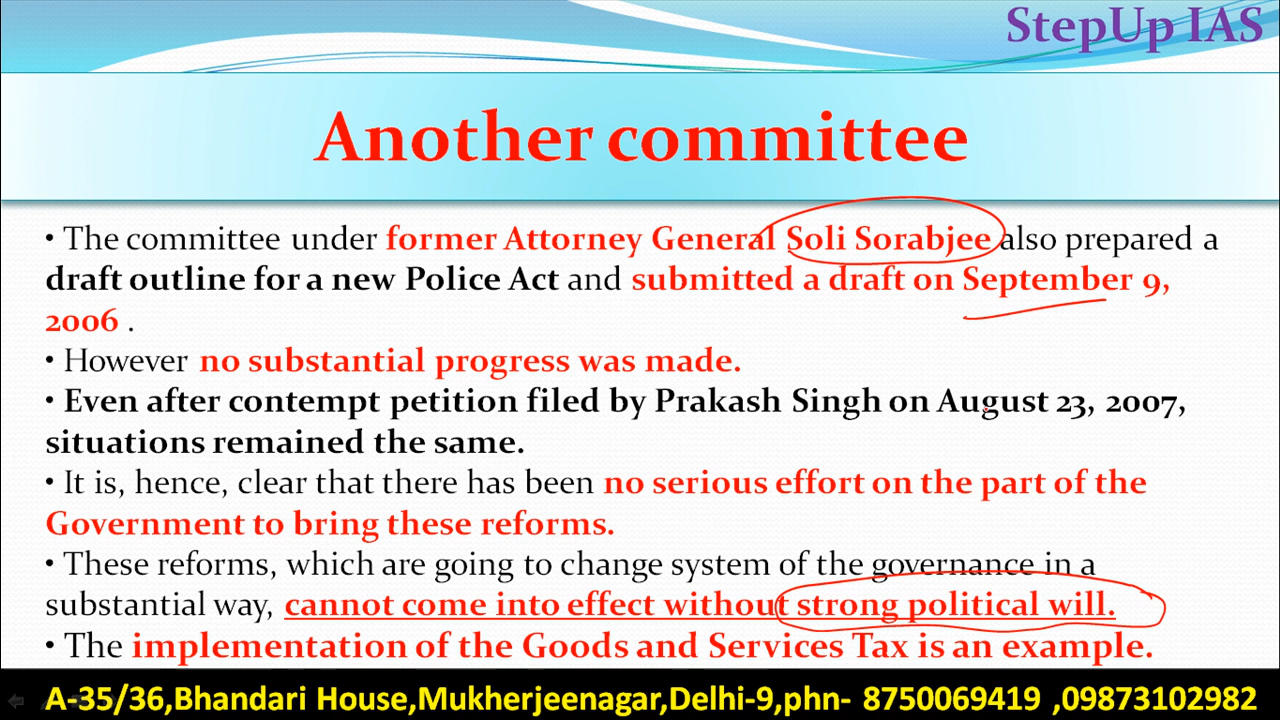 StepUp IAS
Another committee
• The committee under former Attorney General Soli Sorabjee also prepared a
draft outline for a new Police Act and submitted a draft on September 9,
2006 .
• However no substantial progress was made.
• Even after contempt petition filed by Prakash Singh on August 23, 2007,
situations remained the same.
• It is, hence, clear that there has been no serious effort on the part of the
Government to bring these reforms.
• These reforms, which are going to change system of the governance in a
substantial way, cannot come into effect without strong political will.
• The implementation of the Goods and Services Tax is an example.
A-35/36,Bhandari House,Mukherjeenagar,Delhi-9,phn- 8750069419 ,09873102982